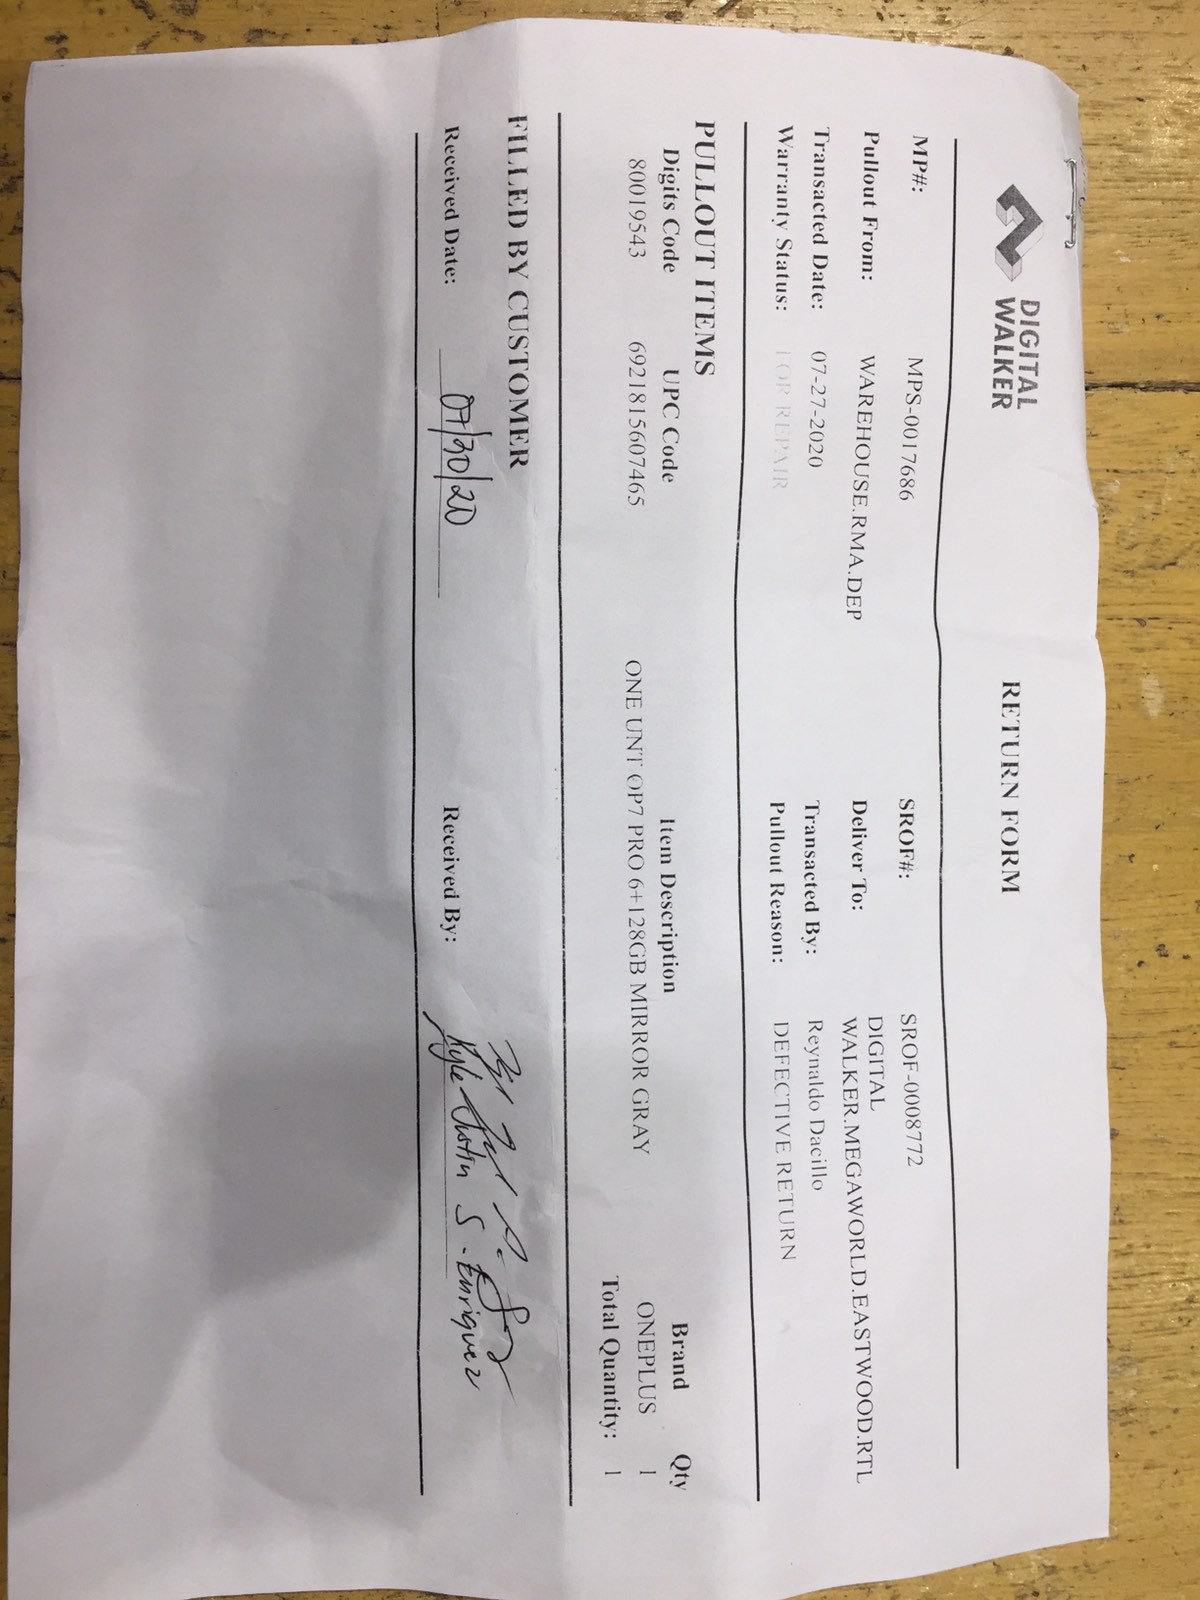 DIGITAL
WALKER
RETURN FORM
MP#: MPS-0017686 SROF#: SROF-0008772
Pullout From: WAREHOUSE.RMA.DEP Deliver To: DIGITAL
WALKER.MEGAWORLD.EASTWOOD.RTL
Transacted Date: 07-27-2020 Transacted By: Reynaldo Dacillo
Warranty Status: FOR REPAIR Pullout Reason: DEFECTIVE RETURN
PULLOUT ITEMS
Digits Code UPC Code Item Description Brand Qty
80019543 6921815607465 ONE UNT OP7 PRO 6+128GB MIRROR GRAY ONEPLUS 1
Total Quantity: 1
FILLED BY CUSTOMER
Received Date: 07/30/20 Received By: Kyle Justin S. Enriquez